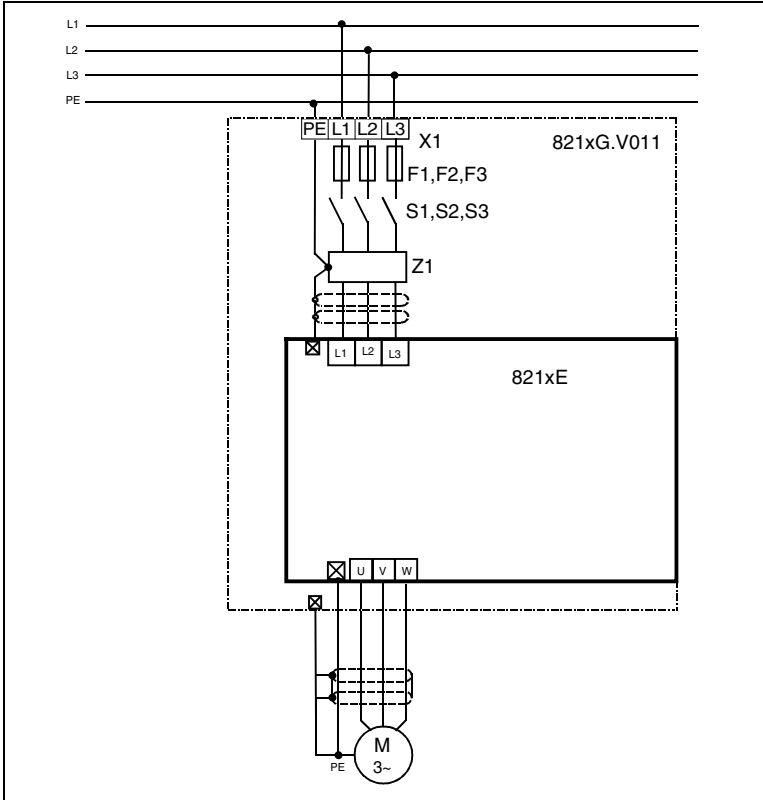 L1
L2
L3
PE
PE L1 L2 L3
X1
821xG.V011
F1,F2,F3
S1,S2,S3
Z1
L1 L2 L3
821xE
U V W
M
3~
PE